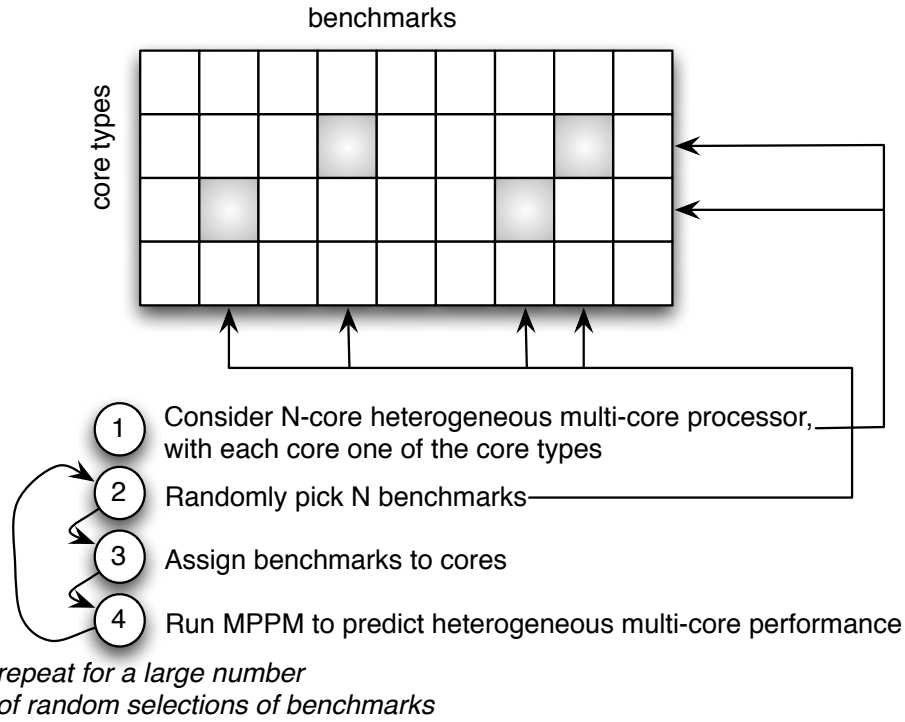 benchmarks
core types
1
Consider N-core heterogeneous multi-core processor,
with each core one of the core types
2
Randomly pick N benchmarks
3
Assign benchmarks to cores
4
Run MPPM to predict heterogeneous multi-core performance
repeat for a large number
of random selections of benchmarks